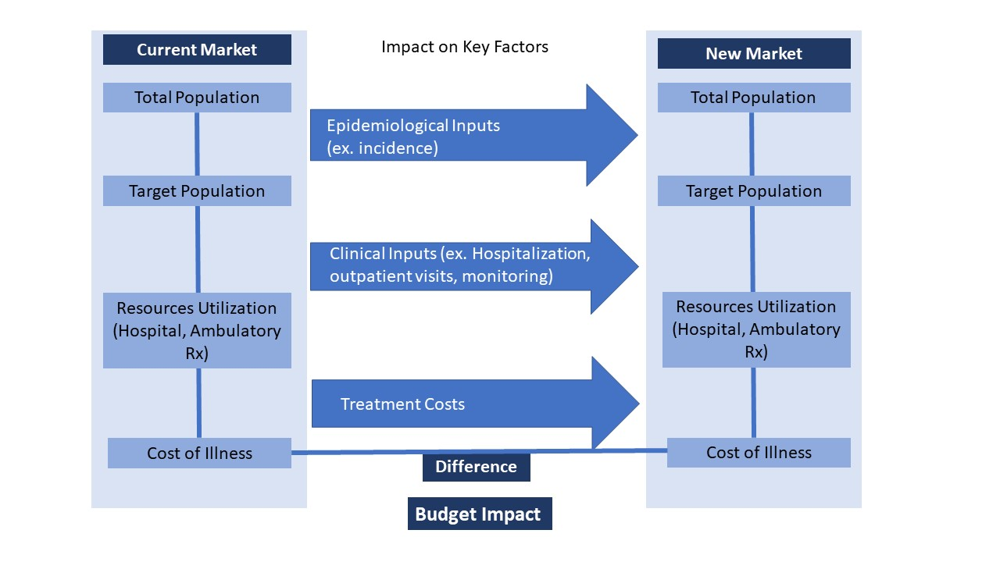 Current Market
Total Population
Target Population
Resources Utilization
(Hospital, Ambulatory
Rx)
Cost of Illness
Impact on Key Factors
Epidemiological Inputs
(ex. incidence)
Clinical Inputs (ex. Hospitalization,
outpatient visits, monitoring)
Treatment Costs
Difference
Budget Impact
New Market
Total Population
Target Population
Resources Utilization
(Hospital, Ambulatory
Rx)
Cost of Illness